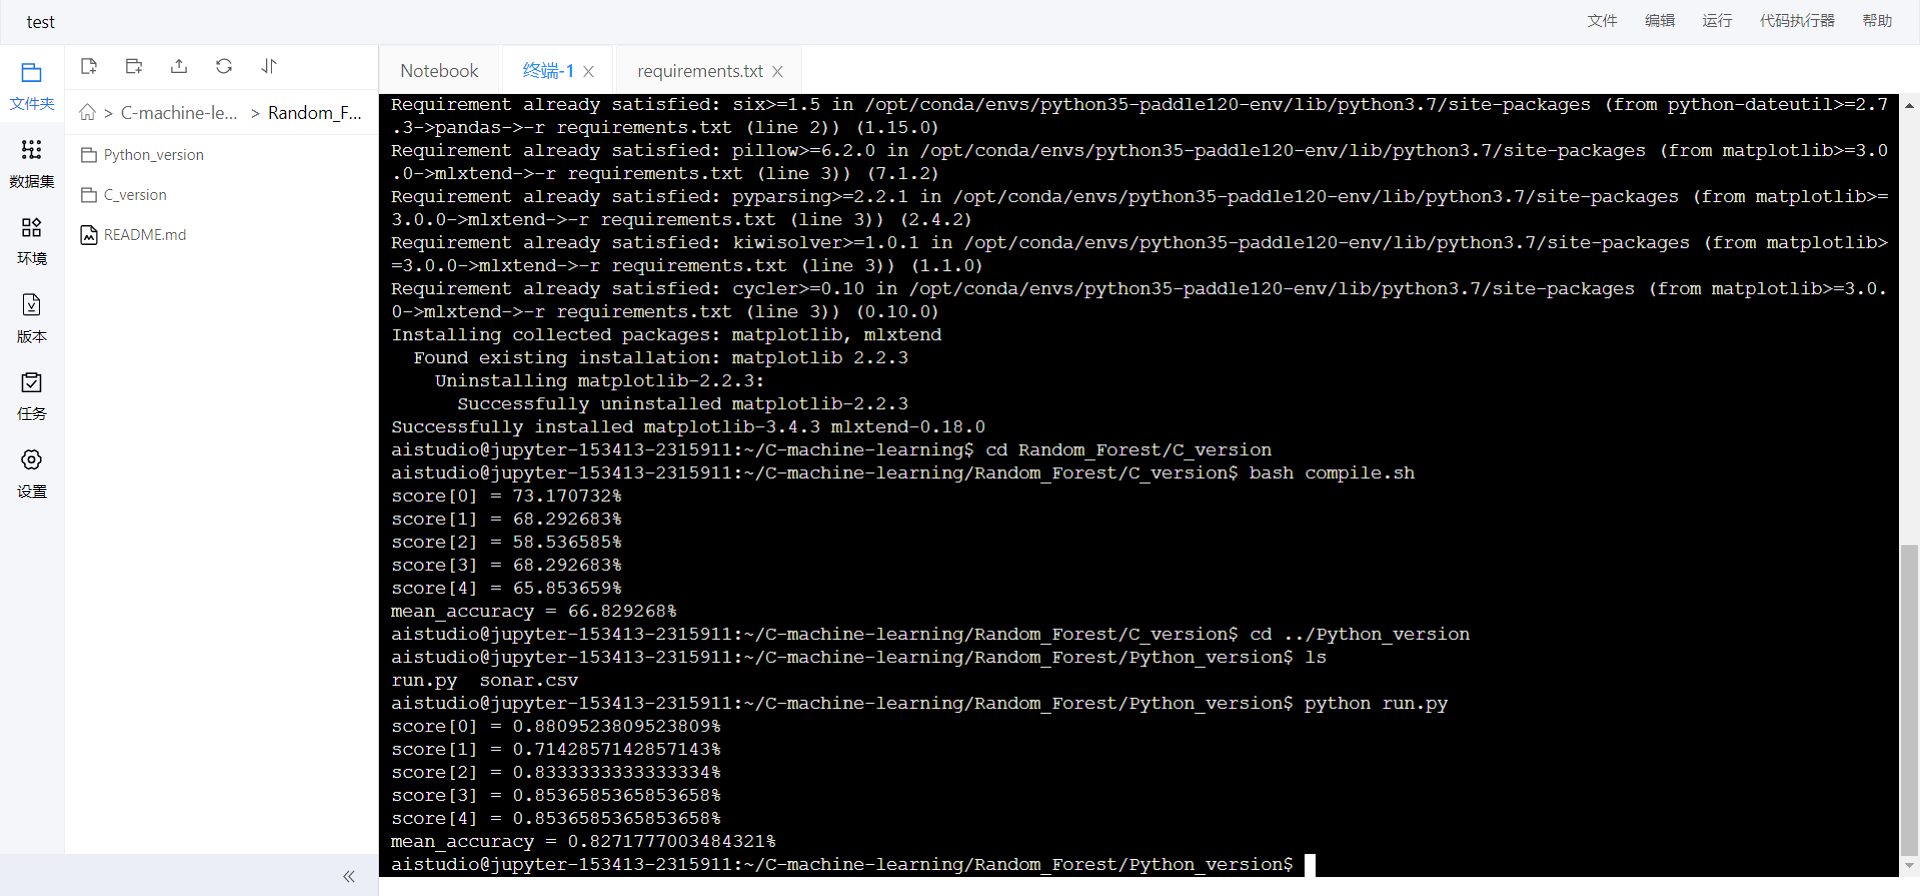 test
文件 编辑 运行 代码执行器 帮助
文件夹
数据集
环境
版本
任务
设置
> C-machine-le... > Random_F...
Python_version
C_version
README.md
Notebook 终端-1 requirements.txt
Requirement already satisfied: six>=1.5 in /opt/conda/envs/python35-paddle120-env/lib/python3.7/site-packages (from python-dateutil>=2.7
.3->pandas->-r requirements.txt (line 2)) (1.15.0)
Requirement already satisfied: pillow>=6.2.0 in /opt/conda/envs/python35-paddle120-env/lib/python3.7/site-packages (from matplotlib>=3.0
.0->mlxtend->-r requirements.txt (line 3)) (7.1.2)
Requirement already satisfied: pyparsing>=2.2.1 in /opt/conda/envs/python35-paddle120-env/lib/python3.7/site-packages (from matplotlib>=
3.0.0->mlxtend->-r requirements.txt (line 3)) (2.4.2)
Requirement already satisfied: kiwisolver>=1.0.1 in /opt/conda/envs/python35-paddle120-env/lib/python3.7/site-packages (from matplotlib>
=3.0.0->mlxtend->-r requirements.txt (line 3)) (1.1.0)
Requirement already satisfied: cycler>=0.10 in /opt/conda/envs/python35-paddle120-env/lib/python3.7/site-packages (from matplotlib>=3.0.
0->mlxtend->-r requirements.txt (line 3)) (0.10.0)
Installing collected packages: matplotlib, mlxtend
  Found existing installation: matplotlib 2.2.3
    Uninstalling matplotlib-2.2.3:
      Successfully uninstalled matplotlib-2.2.3
Successfully installed matplotlib-3.4.3 mlxtend-0.18.0
aistudio@jupyter-153413-2315911:~/C-machine-learning$ cd Random_Forest/C_version
aistudio@jupyter-153413-2315911:~/C-machine-learning/Random_Forest/C_version$ bash compile.sh
score[0] = 73.170732%
score[1] = 68.292683%
score[2] = 58.536585%
score[3] = 68.292683%
score[4] = 65.853659%
mean_accuracy = 66.829268%
aistudio@jupyter-153413-2315911:~/C-machine-learning/Random_Forest/C_version$ cd ../Python_version
aistudio@jupyter-153413-2315911:~/C-machine-learning/Random_Forest/Python_version$ ls
run.py  sonar.csv
aistudio@jupyter-153413-2315911:~/C-machine-learning/Random_Forest/Python_version$ python run.py
score[0] = 0.8809523809523809%
score[1] = 0.7142857142857143%
score[2] = 0.8333333333333334%
score[3] = 0.8536585365853658%
score[4] = 0.8536585365853658%
mean_accuracy = 0.8271777003484321%
aistudio@jupyter-153413-2315911:~/C-machine-learning/Random_Forest/Python_version$